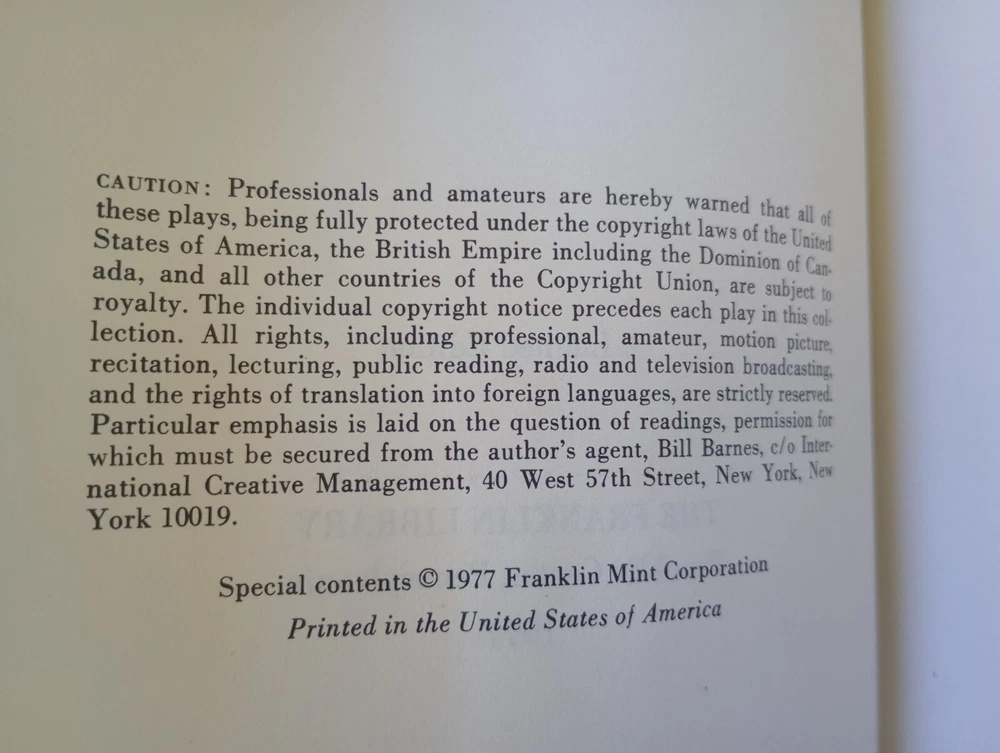 CAUTION: Professionals and amateurs are hereby warned that all of
these plays, being fully protected under the copyright laws of the United
States of America, the British Empire including the Dominion of Can-
ada, and all other countries of the Copyright Union, are subject to
royalty. The individual copyright notice precedes each play in this col-
lection. All rights, including professional, amateur, motion picture,
recitation, lecturing, public reading, radio and television broadcasting,
and the rights of translation into foreign languages, are strictly reserved.
Particular emphasis is laid on the question of readings, permission for
which must be secured from the author's agent, Bill Barnes, c/o Inter-
national Creative Management, 40 West 57th Street, New York, New
York 10019.
THE FRANKLIN LIBRARY
Special contents © 1977 Franklin Mint Corporation
Printed in the United States of America